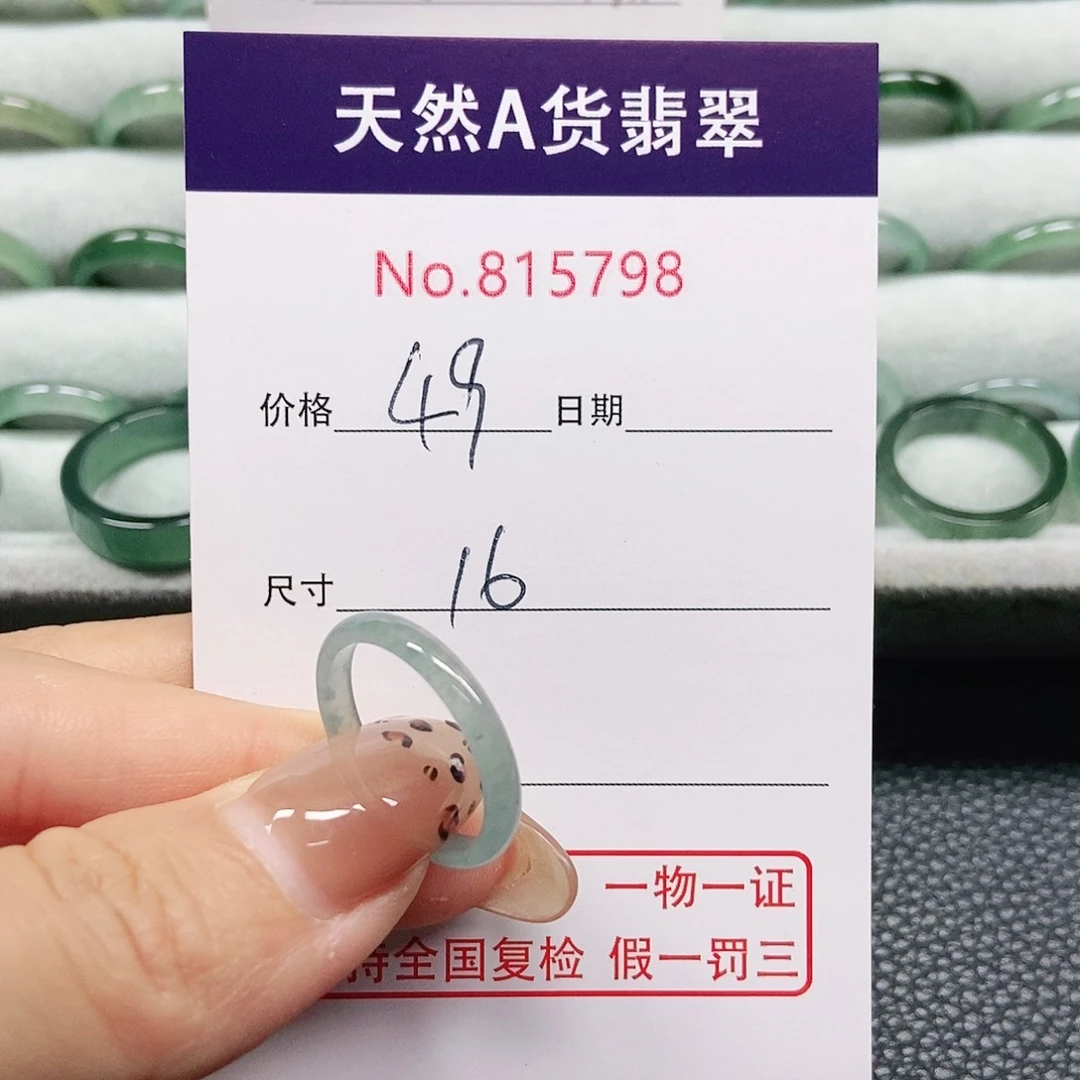 天然A货翡翠
No.815798
价格 49 日期
尺寸 16
一物一证
持全国复检 假一罚三